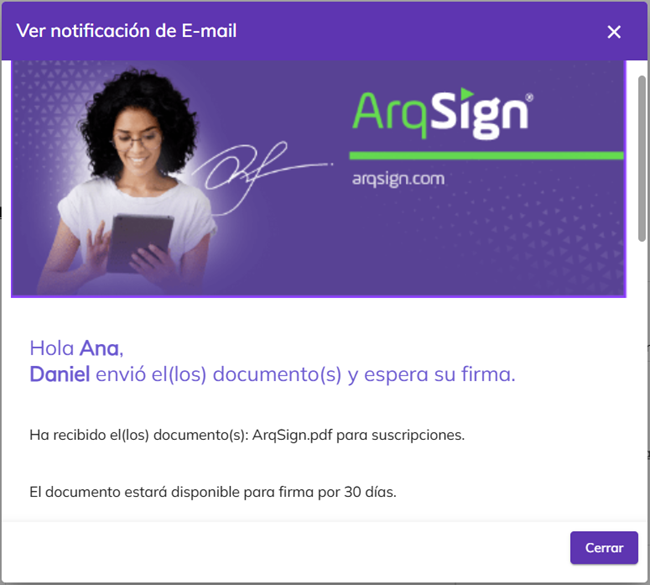 Ver notificación de E-mail
ArqSign®
arqsign.com
Hola Ana,
Daniel envió el(los) documento(s) y espera su firma.
Ha recibido el(los) documento(s): ArqSign.pdf para suscripciones.
El documento estará disponible para firma por 30 días.
Cerrar